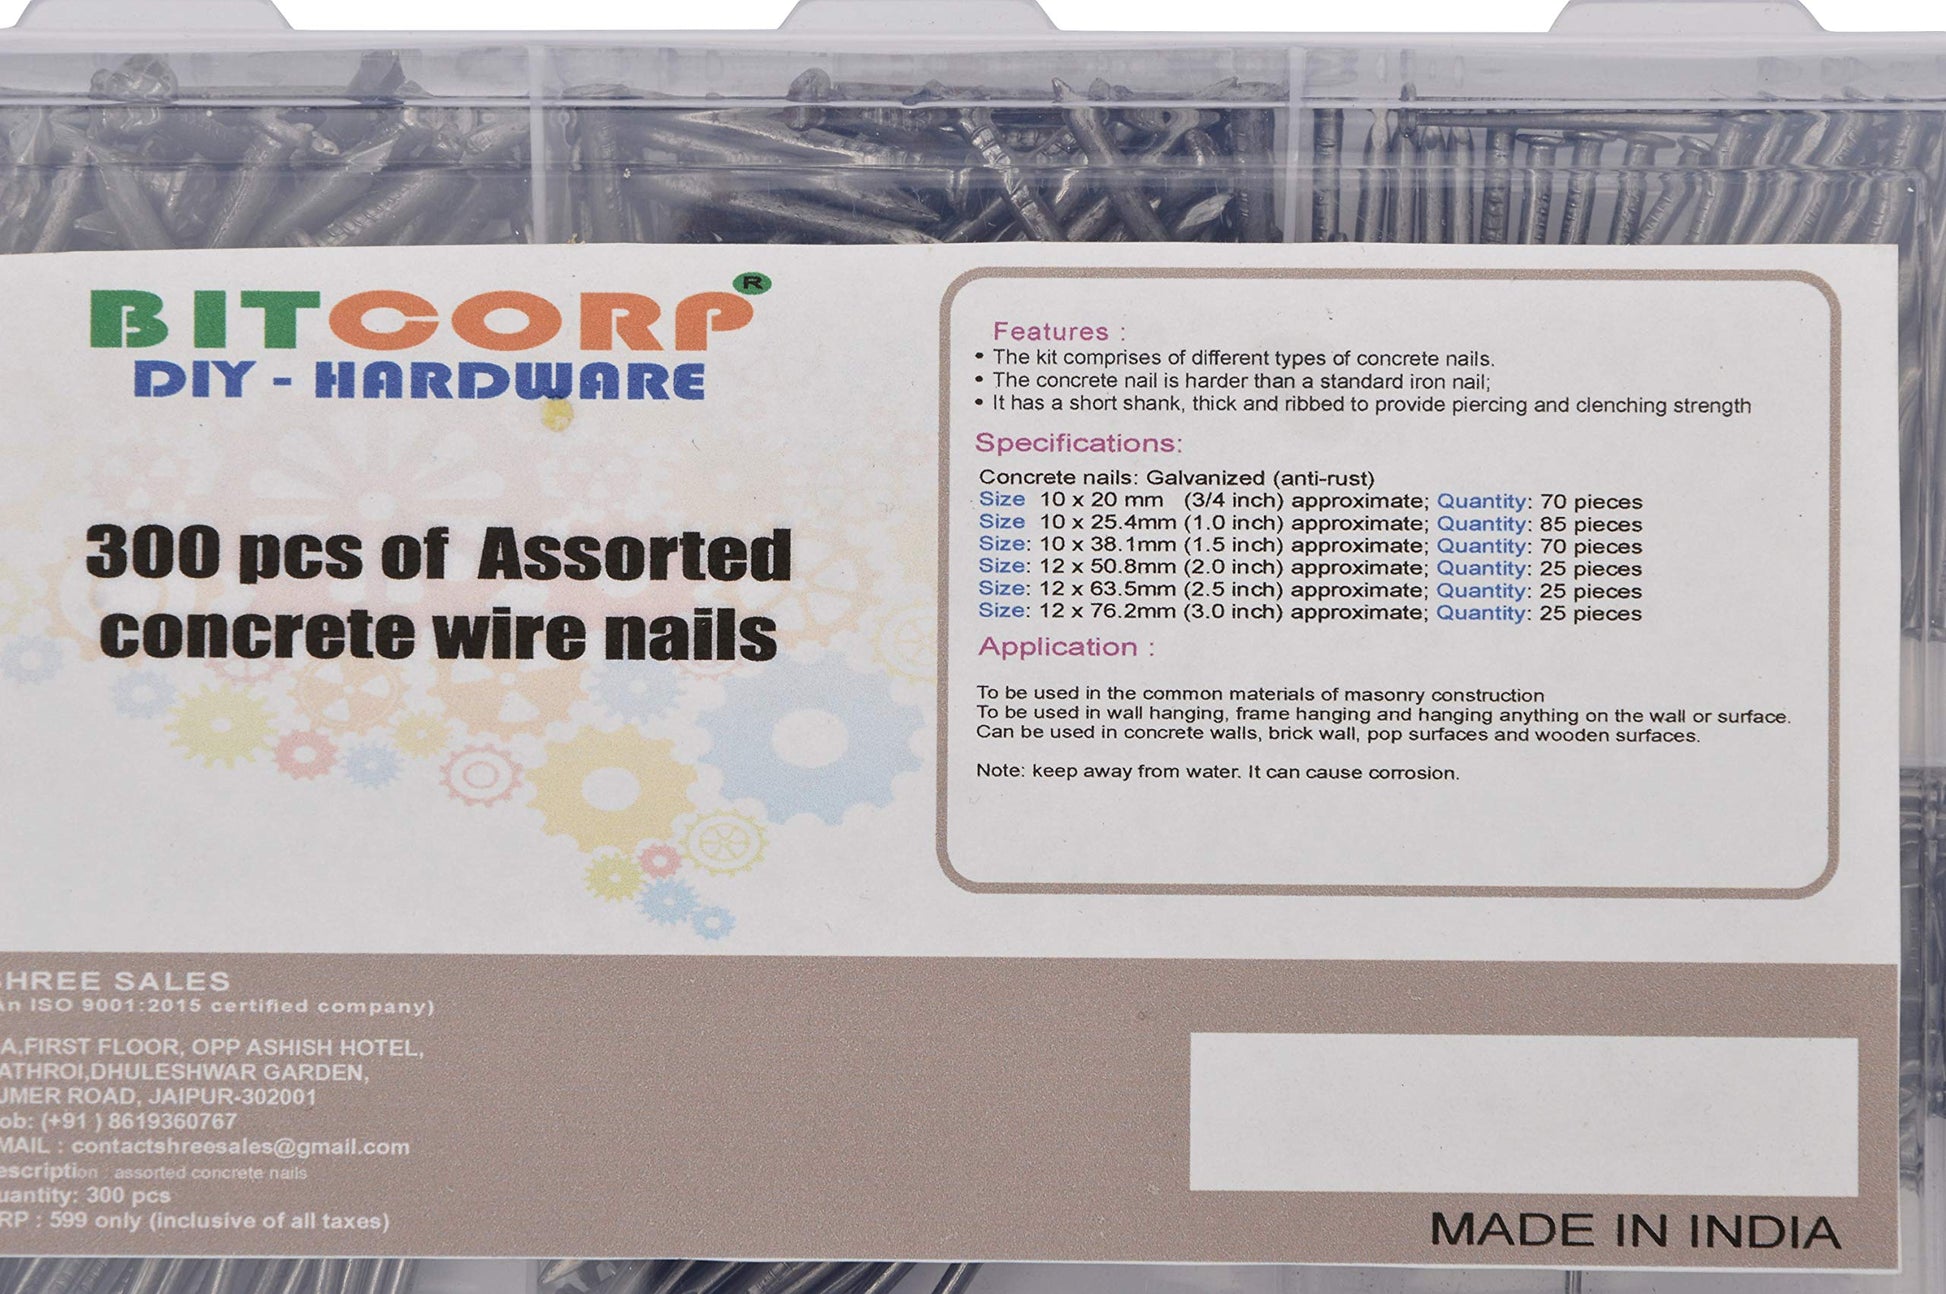 BITCORP ®
DIY - HARDWARE
300 pcs of Assorted
concrete wire nails
Features :
• The kit comprises of different types of concrete nails.
• The concrete nail is harder than a standard iron nail;
• It has a short shank, thick and ribbed to provide piercing and clenching strength
Specifications:
Concrete nails: Galvanized (anti-rust)
Size 10 x 20 mm (3/4 inch) approximate; Quantity: 70 pieces
Size 10 x 25.4mm (1.0 inch) approximate; Quantity: 85 pieces
Size: 10 x 38.1mm (1.5 inch) approximate; Quantity: 70 pieces
Size: 12 x 50.8mm (2.0 inch) approximate; Quantity: 25 pieces
Size: 12 x 63.5mm (2.5 inch) approximate; Quantity: 25 pieces
Size: 12 x 76.2mm (3.0 inch) approximate; Quantity: 25 pieces
Application :
To be used in the common materials of masonry construction
To be used in wall hanging, frame hanging and hanging anything on the wall or surface.
Can be used in concrete walls, brick wall, pop surfaces and wooden surfaces.
Note: keep away from water. It can cause corrosion.
HREE SALES
n ISO 9001:2015 certified company)
A,FIRST FLOOR, OPP ASHISH HOTEL,
ATHROI,DHULESHWAR GARDEN,
UMER ROAD, JAIPUR-302001
ob: (+91 ) 8619360767
MAIL : contactshreesales@gmail.com
escription : assorted concrete nails
uantity: 300 pcs
RP : 599 only (inclusive of all taxes)
MADE IN INDIA